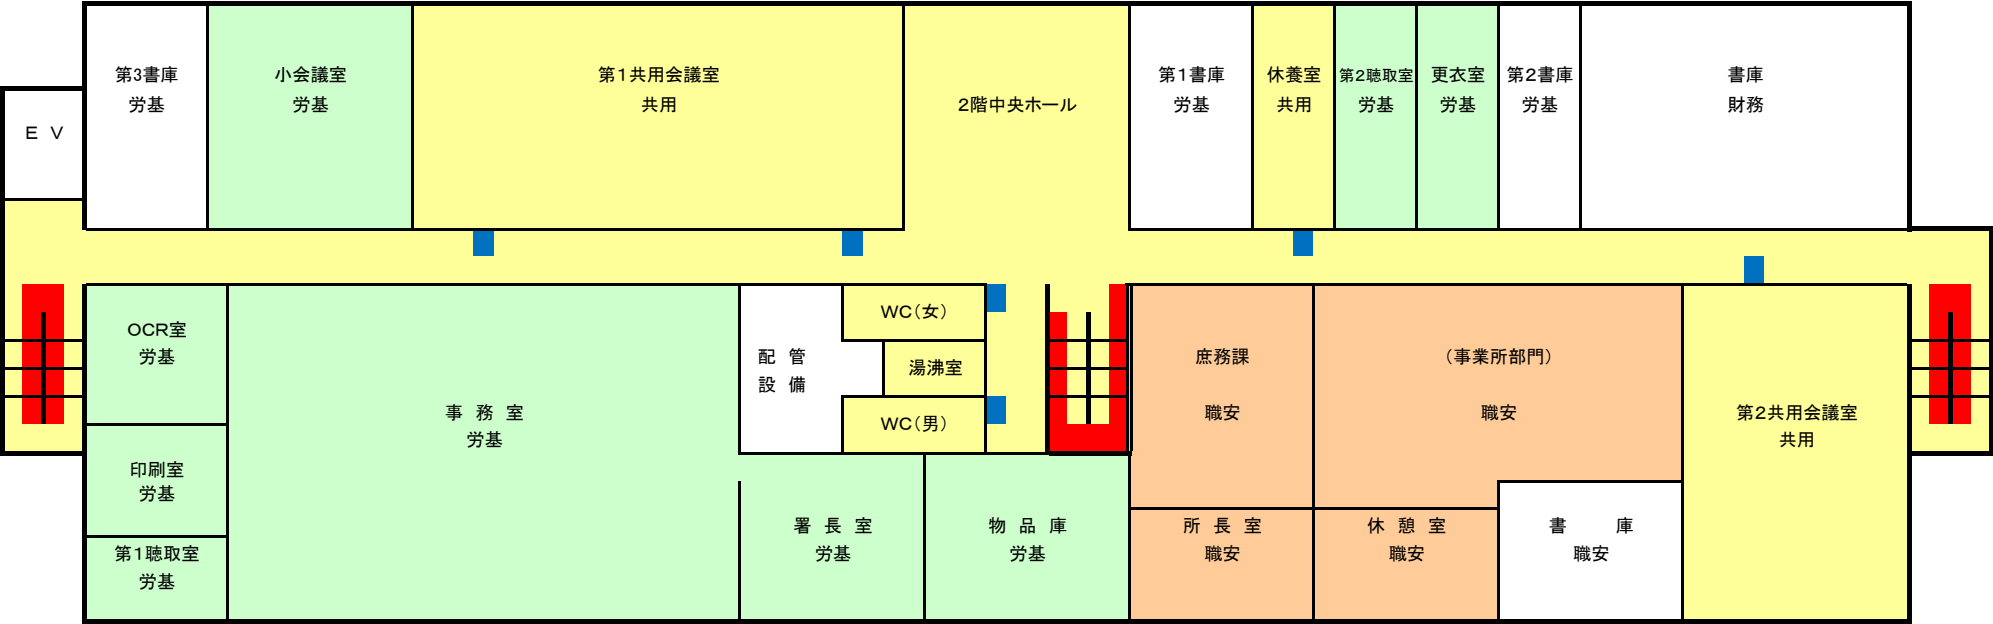 第3書庫
労基
小会議室
労基
第1共用会議室
共用
2階中央ホール
第1書庫
労基
休養室
共用
第2聴取室
労基
更衣室
労基
第2書庫
労基
書庫
財務
E V
OCR室
労基
印刷室
労基
第1聴取室
労基
事 務 室
労基
配 管
設 備
WC(女)
湯沸室
WC(男)
署 長 室
労基
物 品 庫
労基
庶務課
職安
(事業所部門)
職安
所 長 室
職安
休 憩 室
職安
書 庫
職安
第2共用会議室
共用